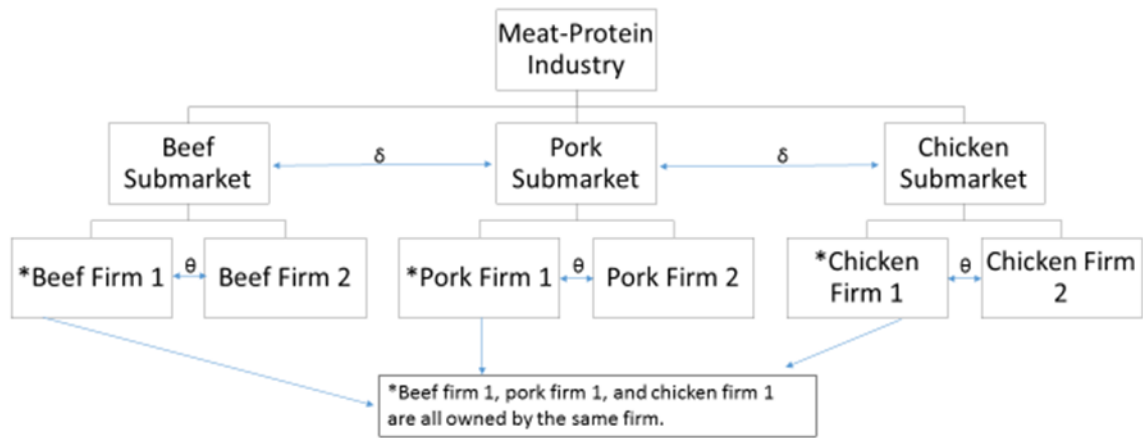 Meat-Protein
Industry
Beef
Submarket
δ
Pork
Submarket
δ
Chicken
Submarket
*Beef Firm 1
θ
Beef Firm 2
*Pork Firm 1
θ
Pork Firm 2
*Chicken
Firm 1
θ
Chicken Firm
2
*Beef firm 1, pork firm 1, and chicken firm 1
are all owned by the same firm.